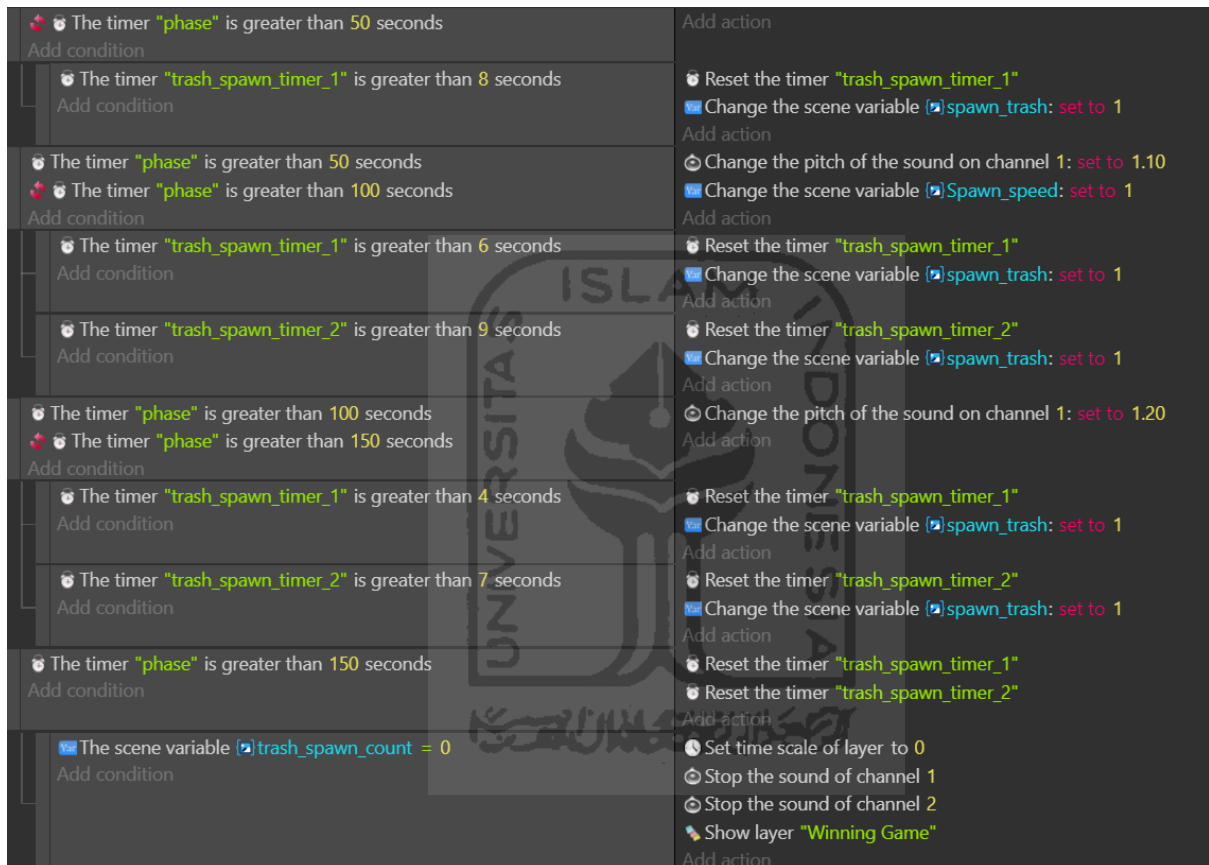 The timer "phase" is greater than 50 seconds
Add condition
Add action
The timer "trash_spawn_timer_1" is greater than 8 seconds
Add condition
Reset the timer "trash_spawn_timer_1"
Var Change the scene variable spawn_trash: set to 1
Add action
The timer "phase" is greater than 50 seconds
The timer "phase" is greater than 100 seconds
Add condition
Change the pitch of the sound on channel 1: set to 1.10
Var Change the scene variable Spawn_speed: set to 1
Add action
The timer "trash_spawn_timer_1" is greater than 6 seconds
Add condition
Reset the timer "trash_spawn_timer_1"
Var Change the scene variable spawn_trash: set to 1
Add action
The timer "trash_spawn_timer_2" is greater than 9 seconds
Add condition
Reset the timer "trash_spawn_timer_2"
Var Change the scene variable spawn_trash: set to 1
Add action
The timer "phase" is greater than 100 seconds
The timer "phase" is greater than 150 seconds
Add condition
Change the pitch of the sound on channel 1: set to 1.20
Add action
The timer "trash_spawn_timer_1" is greater than 4 seconds
Add condition
Reset the timer "trash_spawn_timer_1"
Var Change the scene variable spawn_trash: set to 1
Add action
The timer "trash_spawn_timer_2" is greater than 7 seconds
Add condition
Reset the timer "trash_spawn_timer_2"
Var Change the scene variable spawn_trash: set to 1
Add action
The timer "phase" is greater than 150 seconds
Add condition
Reset the timer "trash_spawn_timer_1"
Reset the timer "trash_spawn_timer_2"
Add action
Var The scene variable trash_spawn_count = 0
Add condition
Set time scale of layer to 0
Stop the sound of channel 1
Stop the sound of channel 2
Show layer "Winning Game"
Add action
UNIVERSITAS
ISLAM
INDONESIA